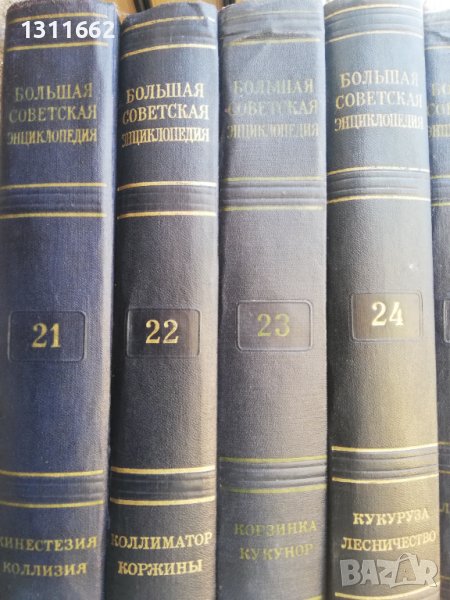 1311662
БОЛЬШАЯ
СОВЕТСКАЯ
ЭНЦИКЛОПЕДИЯ
21
КИНЕСТЕЗИЯ
КОЛЛИЗИЯ
БОЛЬШАЯ
СОВЕТСКАЯ
ЭНЦИКЛОПЕДИЯ
22
КОЛЛИМАТОР
КОРЖИНЫ
БОЛЬШАЯ
СОВЕТСКАЯ
ЭНЦИКЛОПЕДИЯ
23
КОРЗИНКА
КУКУНОР
БОЛЬШАЯ
СОВЕТСКАЯ
ЭНЦИКЛОПЕДИЯ
24
КУКУРУЗА
ЛЕСНИЧЕСТВО
BAZAR